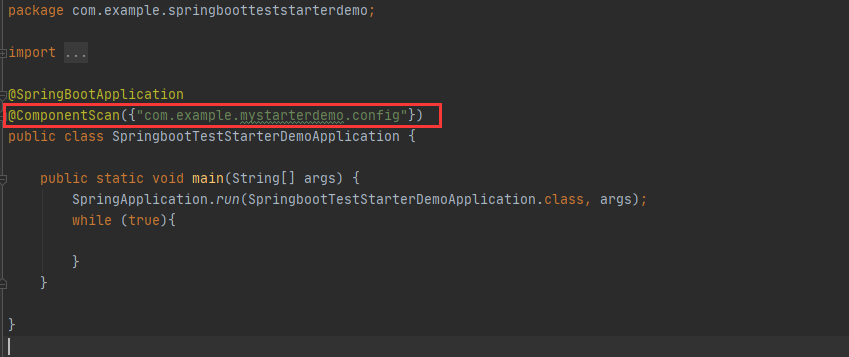 package com.example.springbootteststarterdemo;
import ...
@SpringBootApplication
@ComponentScan({"com.example.mystarterdemo.config"})
public class SpringbootTestStarterDemoApplication {
public static void main(String[] args) {
SpringApplication.run(SpringbootTestStarterDemoApplication.class, args);
while (true){
}
}
}